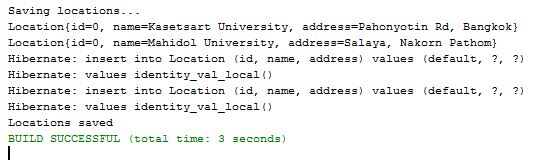 Saving locations...
Location{id=0, name=Kasetsart University, address=Pahonyotin Rd, Bangkok}
Location{id=0, name=Mahidol University, address=Salaya, Nakorn Pathom}
Hibernate: insert into Location (id, name, address) values (default, ?, ?)
Hibernate: values identity_val_local()
Hibernate: insert into Location (id, name, address) values (default, ?, ?)
Hibernate: values identity_val_local()
Locations saved
BUILD SUCCESSFUL (total time: 3 seconds)